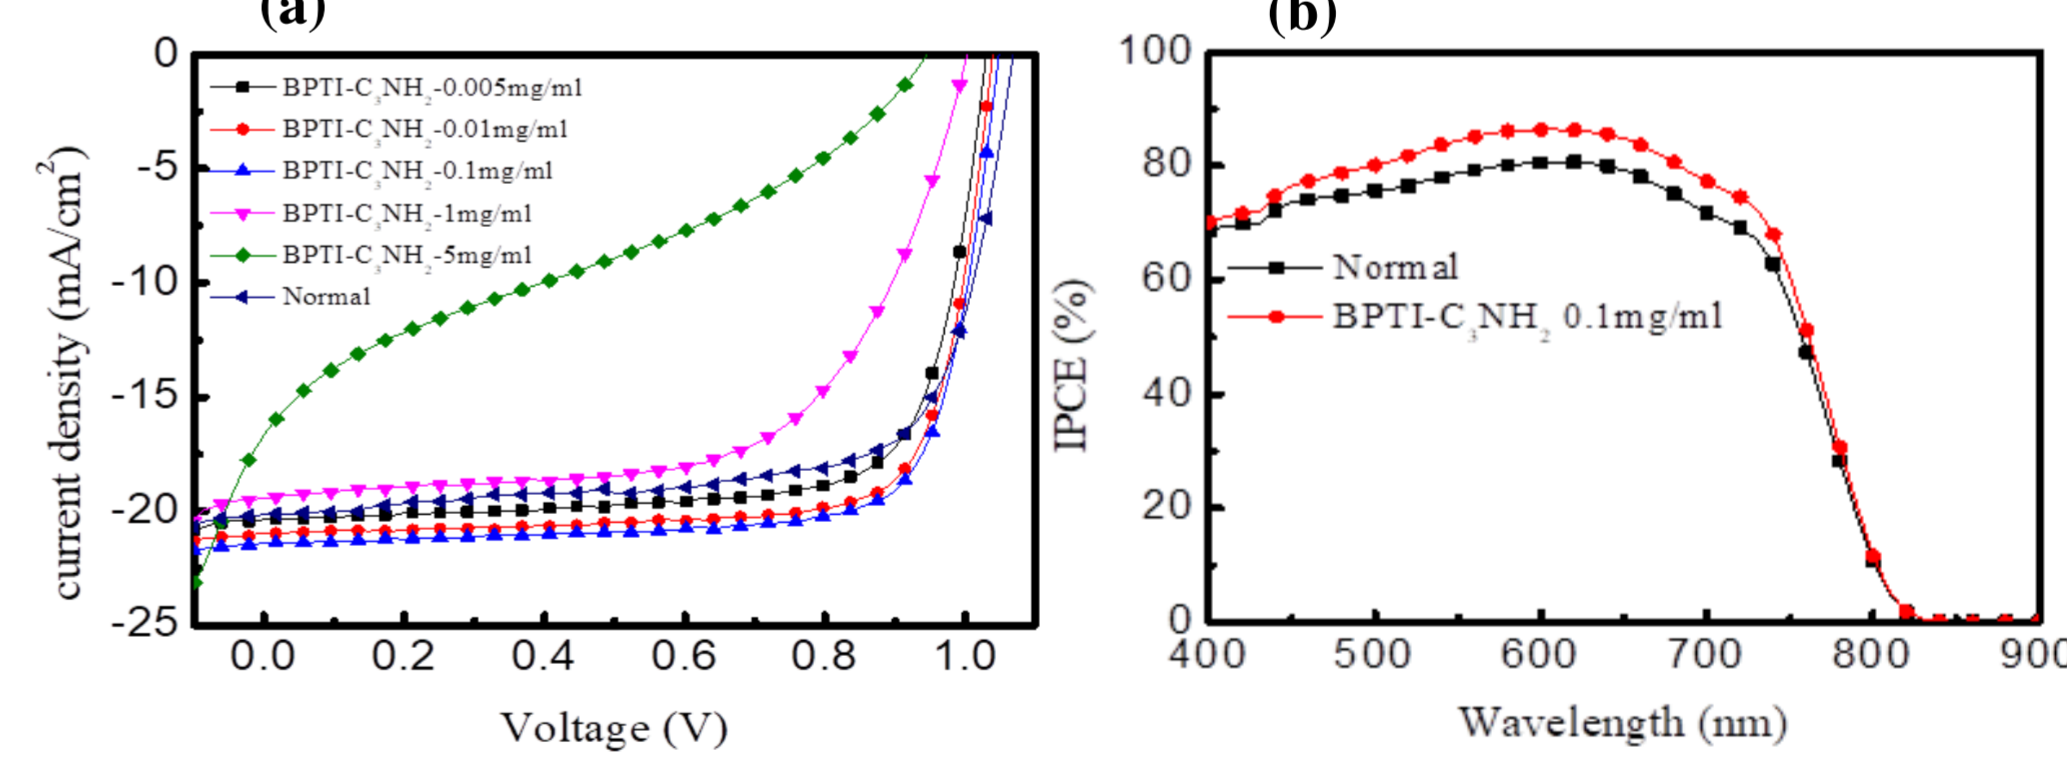 (a)
current density (mA/cm²)
0
-5
-10
-15
-20
-25
BPTI-C₃NH₂-0.005mg/ml
BPTI-C₃NH₂-0.01mg/ml
BPTI-C₃NH₂-0.1mg/ml
BPTI-C₃NH₂-1mg/ml
BPTI-C₃NH₂-5mg/ml
Normal
0.0 0.2 0.4 0.6 0.8 1.0
Voltage (V)
(b)
IPCE (%)
100
80
60
40
20
0
Normal
BPTI-C₃NH₂ 0.1mg/ml
400 500 600 700 800 900
Wavelength (nm)